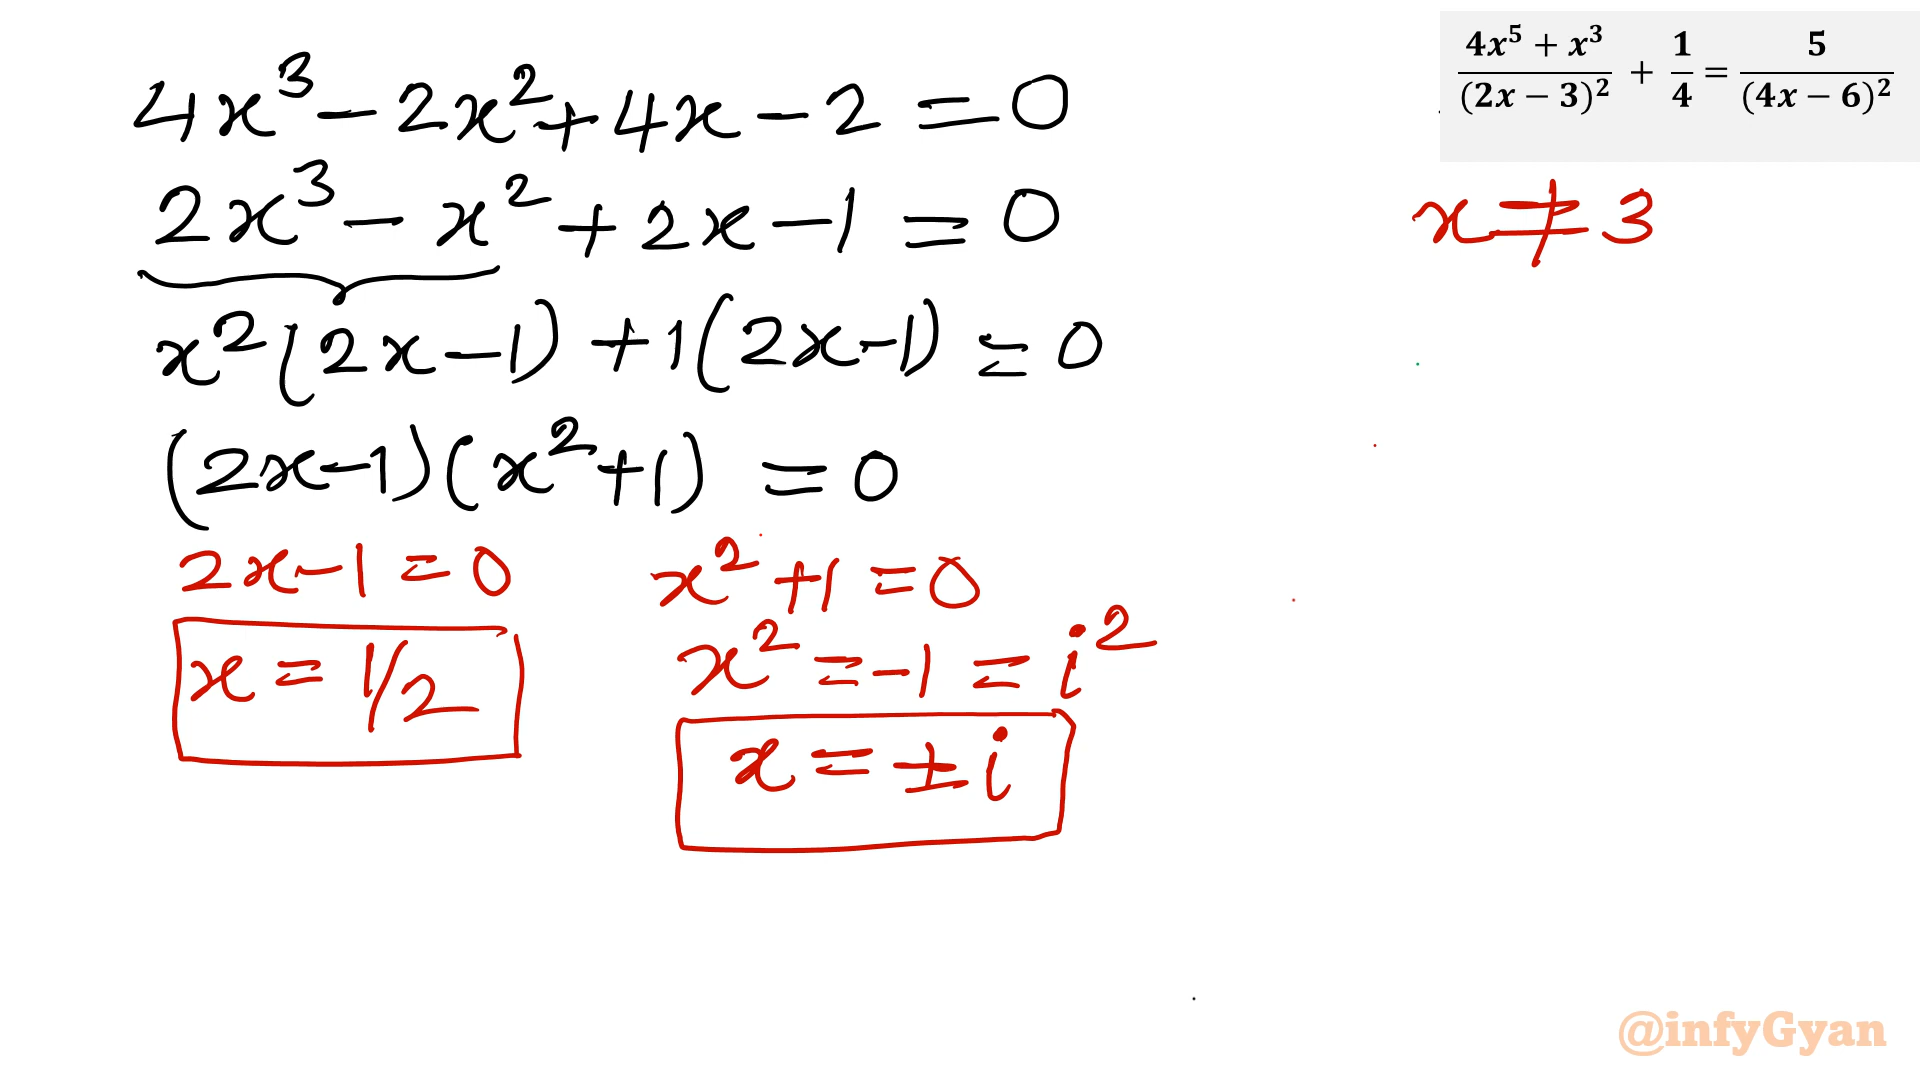 4x³ − 2x² + 4x − 2 = 0
2x³ − x² + 2x − 1 = 0
x²(2x − 1) + 1(2x − 1) = 0
(2x − 1)(x² + 1) = 0
2x − 1 = 0
x = 1/2
x² + 1 = 0
x² = −1 = i²
x = ± i
(4x⁵ + x³)/(2x − 3)² + 1/4 = 5/(4x − 6)²
x ≠ 3
@infyGyan